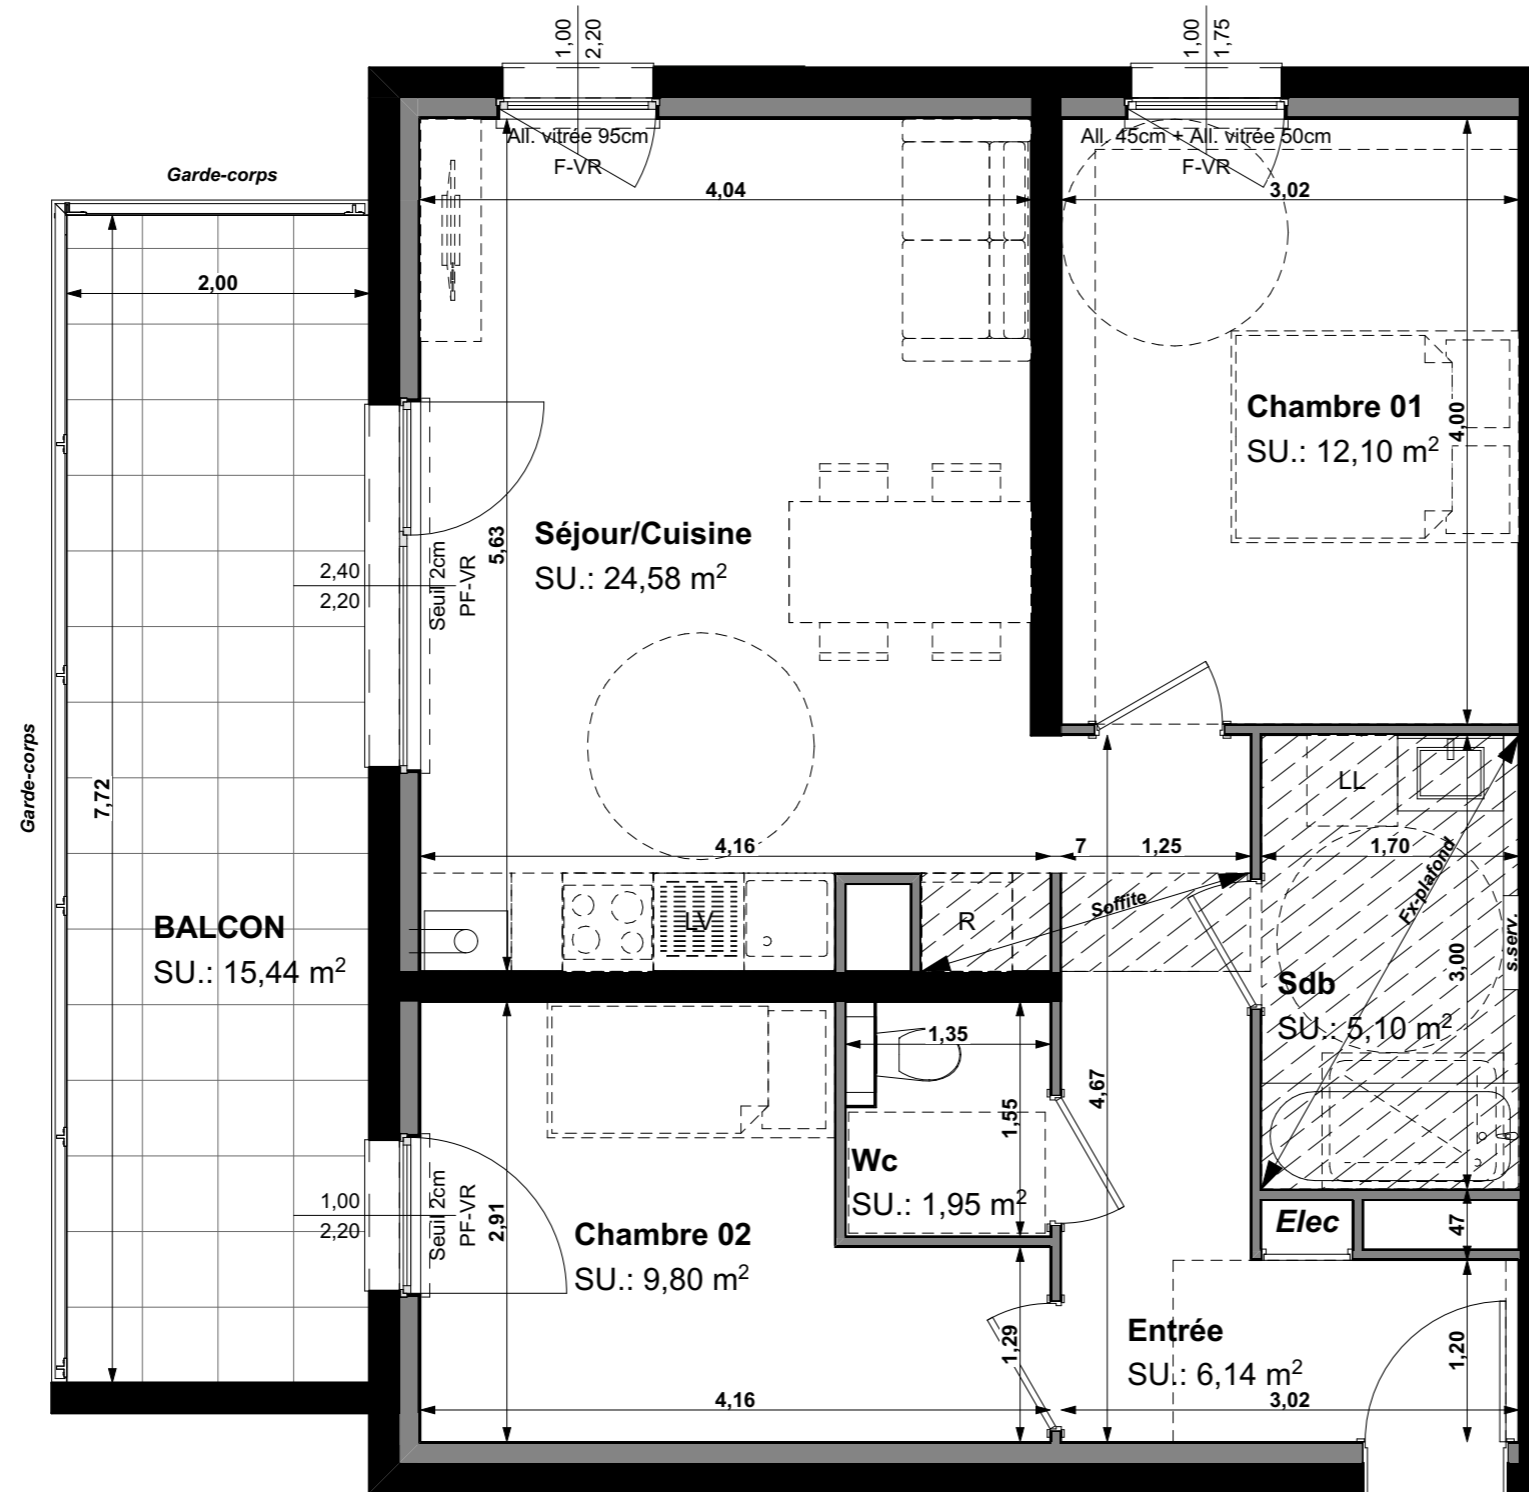 1,00
2,20
1,00
1,75
All. vitrée 95cm
F-VR
All. 45cm + All. vitrée 50cm
F-VR
Garde-corps
4,04
3,02
2,00
Chambre 01
SU.: 12,10 m²
4,00
Séjour/Cuisine
SU.: 24,58 m²
5,63
2,40
2,20
Seuil 2cm
PF-VR
Garde-corps
7,72
LL
4,16
7
1,25
1,70
Fx-plafond
Soffite
LV
R
BALCON
SU.: 15,44 m²
s.serv.
3,00
Sdb
SU.: 5,10 m²
1,35
4,67
1,55
Wc
SU.: 1,95 m²
1,00
2,20
Seuil 2cm
PF-VR
2,91
Chambre 02
SU.: 9,80 m²
Elec
47
1,29
Entrée
SU.: 6,14 m²
1,20
4,16
3,02